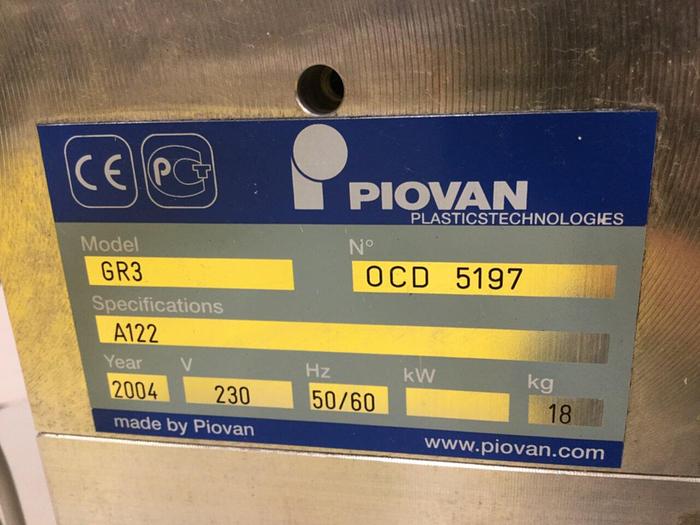 CE PCT PIOVAN
PLASTICSTECHNOLOGIES
Model N°
GR3 OCD 5197
Specifications
A122
Year V Hz kW kg
2004 230 50/60 18
made by Piovan www.piovan.com